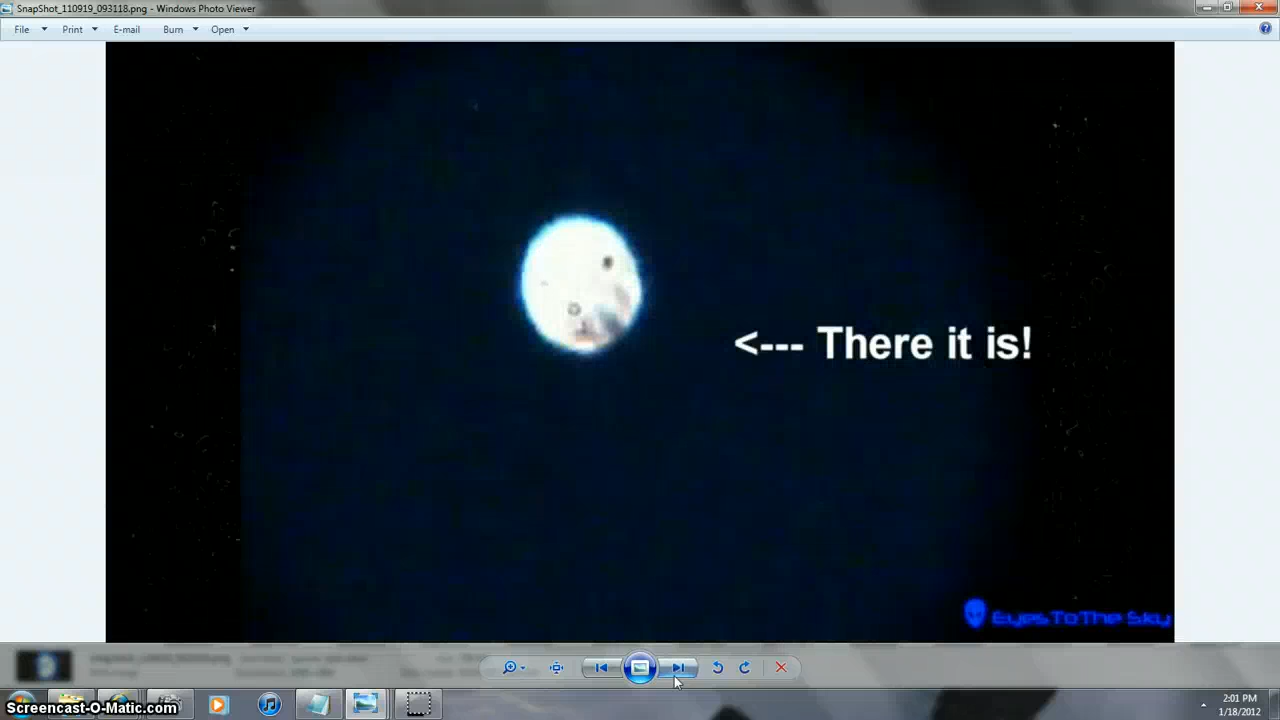 SnapShot_110919_093118.png - Windows Photo Viewer
File Print E-mail Burn Open
<--- There it is!
EyesToTheSky
Screencast-O-Matic.com
2:01 PM
1/18/2012